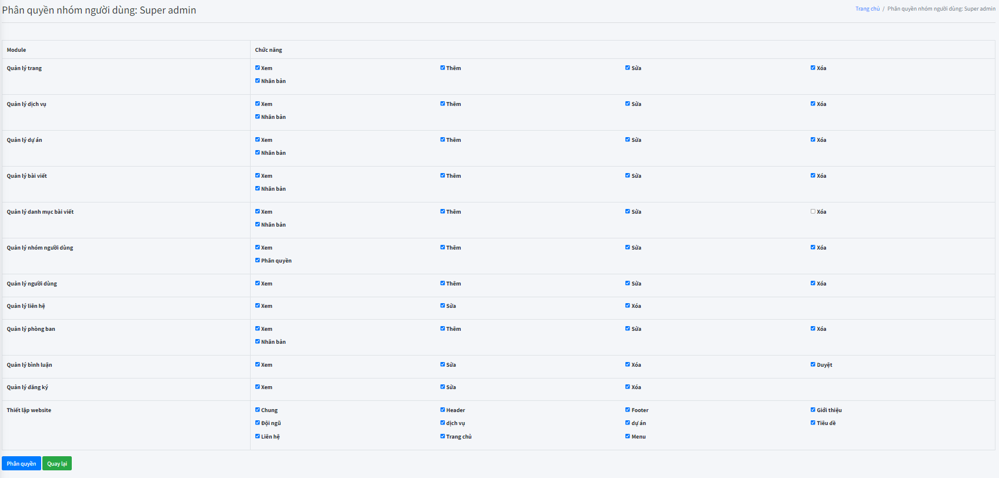 Phân quyền nhóm người dùng: Super admin
Trang chủ / Phân quyền nhóm người dùng: Super admin
Module Chức năng
Quản lý trang Xem Thêm Sửa Xóa
Nhân bản
Quản lý dịch vụ Xem Thêm Sửa Xóa
Nhân bản
Quản lý dự án Xem Thêm Sửa Xóa
Nhân bản
Quản lý bài viết Xem Thêm Sửa Xóa
Nhân bản
Quản lý danh mục bài viết Xem Thêm Sửa Xóa
Nhân bản
Quản lý nhóm người dùng Xem Thêm Sửa Xóa
Phân quyền
Quản lý người dùng Xem Thêm Sửa Xóa
Quản lý liên hệ Xem Sửa Xóa
Quản lý phòng ban Xem Thêm Sửa Xóa
Nhân bản
Quản lý bình luận Xem Sửa Xóa Duyệt
Quản lý đăng ký Xem Sửa Xóa
Thiết lập website Chung Header Footer Giới thiệu
Đội ngũ dịch vụ dự án Tiêu đề
Liên hệ Trang chủ Menu
Phân quyền Quay lại